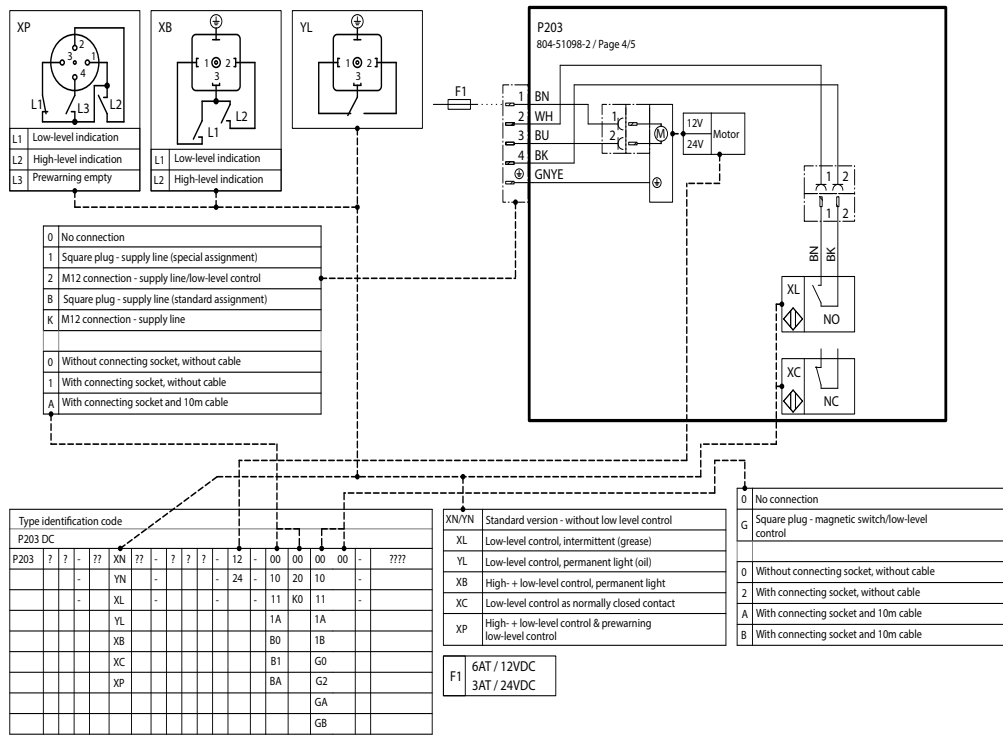 XP
2
3
1
4
L1
L3
L2
L1 Low-level indication
L2 High-level indication
L3 Prewarning empty
XB
1 2
3
L1
L2
L1 Low-level indication
L2 High-level indication
YL
1 2
3
P203
804-51098-2 / Page 4/5
F1
1 BN
2 WH
3 BU
4 BK
GNYE
1
2
M
12V
24V
Motor
1 2
1 2
BN
BK
XL
NO
XC
NC
0 No connection
1 Square plug - supply line (special assignment)
2 M12 connection - supply line/low-level control
B Square plug - supply line (standard assignment)
K M12 connection - supply line
0 Without connecting socket, without cable
1 With connecting socket, without cable
A With connecting socket and 10m cable
Type identification code
P203 DC
P203 ? ? - ?? XN ?? - ? ? ? - 12 - 00 00 00 00 - ????
- YN - - 24 - 10 20 10 -
- XL - - - 11 K0 11 -
YL 1A 1A
XB B0 1B
XC B1 G0
XP BA G2
GA
GB
XN/YN Standard version - without low level control
XL Low-level control, intermittent (grease)
YL Low-level control, permanent light (oil)
XB High- + low-level control, permanent light
XC Low-level control as normally closed contact
XP High- + low-level control & prewarning
low-level control
F1 6AT / 12VDC
3AT / 24VDC
0 No connection
G Square plug - magnetic switch/low-level
control
0 Without connecting socket, without cable
2 With connecting socket, without cable
A With connecting socket and 10m cable
B With connecting socket and 10m cable